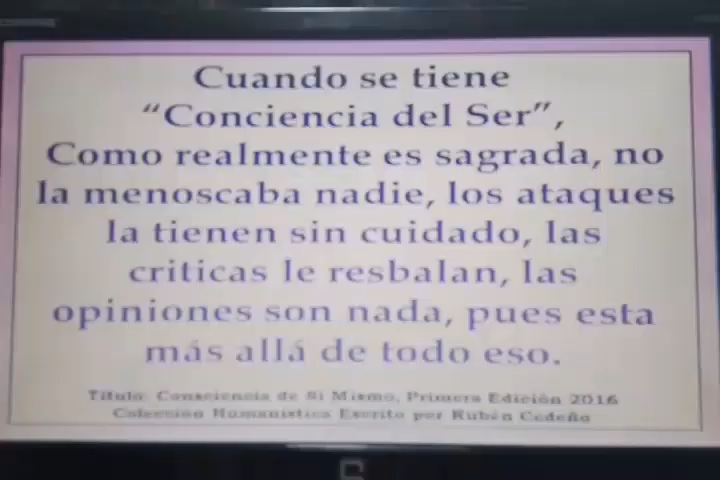 Cuando se tiene
“Conciencia del Ser”,
Como realmente es sagrada, no
la menoscaba nadie, los ataques
la tienen sin cuidado, las
criticas le resbalan, las
opiniones son nada, pues esta
más allá de todo eso.
Titulo: Consciencia de Si Mismo, Primera Edición 2016
Colección Humanistica Escrito por Rubén Cedeño